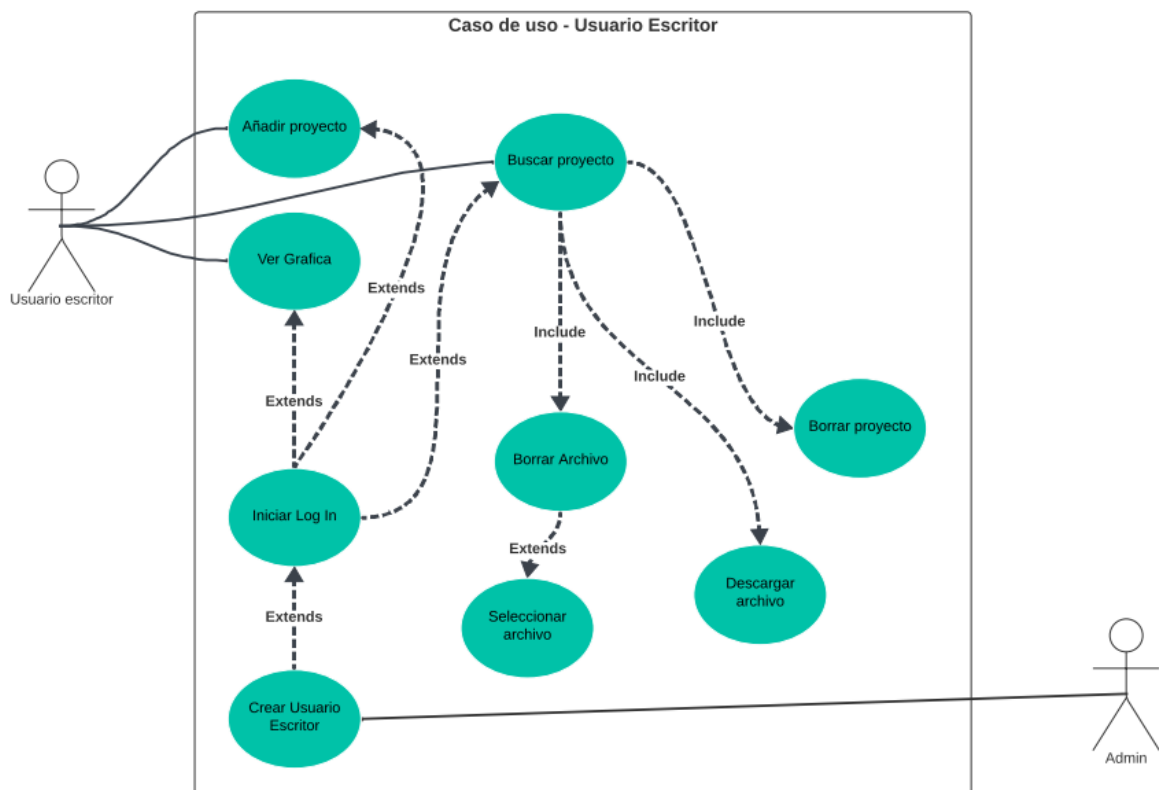 Caso de uso - Usuario Escritor
Añadir proyecto
Buscar proyecto
Usuario escritor
Ver Grafica
Extends
Include
Extends
Include
Include
Extends
Borrar proyecto
Borrar Archivo
Iniciar Log In
Extends
Descargar
archivo
Extends
Seleccionar
archivo
Crear Usuario
Escritor
Admin